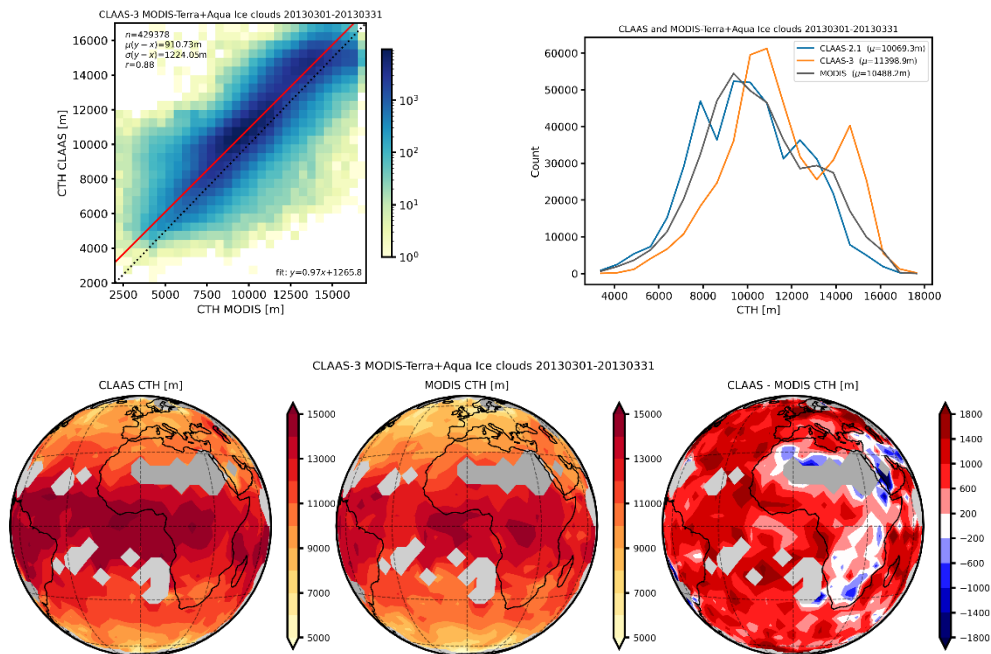 CLAAS-3 MODIS-Terra+Aqua Ice clouds 20130301-20130331
n=429378
μ(y−x)=910.73m
σ(y−x)=1224.05m
r=0.88
16000
14000
12000
10000
8000
6000
4000
2000
CTH CLAAS [m]
fit: y=0.97x+1265.8
2500 5000 7500 10000 12500 15000
CTH MODIS [m]
10³
10²
10¹
10⁰
CLAAS and MODIS-Terra+Aqua Ice clouds 20130301-20130331
CLAAS-2.1 (μ=10069.3m)
CLAAS-3 (μ=11398.9m)
MODIS (μ=10488.2m)
60000
50000
40000
30000
20000
10000
0
Count
4000 6000 8000 10000 12000 14000 16000 18000
CTH [m]
CLAAS-3 MODIS-Terra+Aqua Ice clouds 20130301-20130331
CLAAS CTH [m]
15000
13000
11000
9000
7000
5000
MODIS CTH [m]
15000
13000
11000
9000
7000
5000
CLAAS - MODIS CTH [m]
1800
1400
1000
600
200
−200
−600
−1000
−1400
−1800